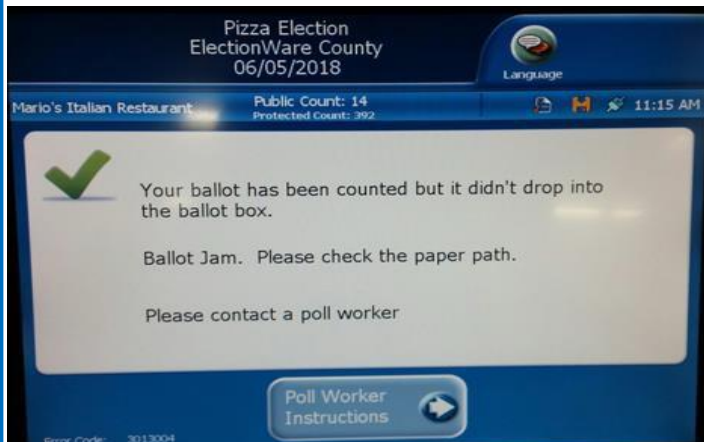 Pizza Election
ElectionWare County
06/05/2018
Language
Mario's Italian Restaurant
Public Count: 14
Protected Count: 392
11:15 AM
Your ballot has been counted but it didn't drop into
the ballot box.
Ballot Jam.  Please check the paper path.
Please contact a poll worker
Poll Worker
Instructions
Error Code: 3013004